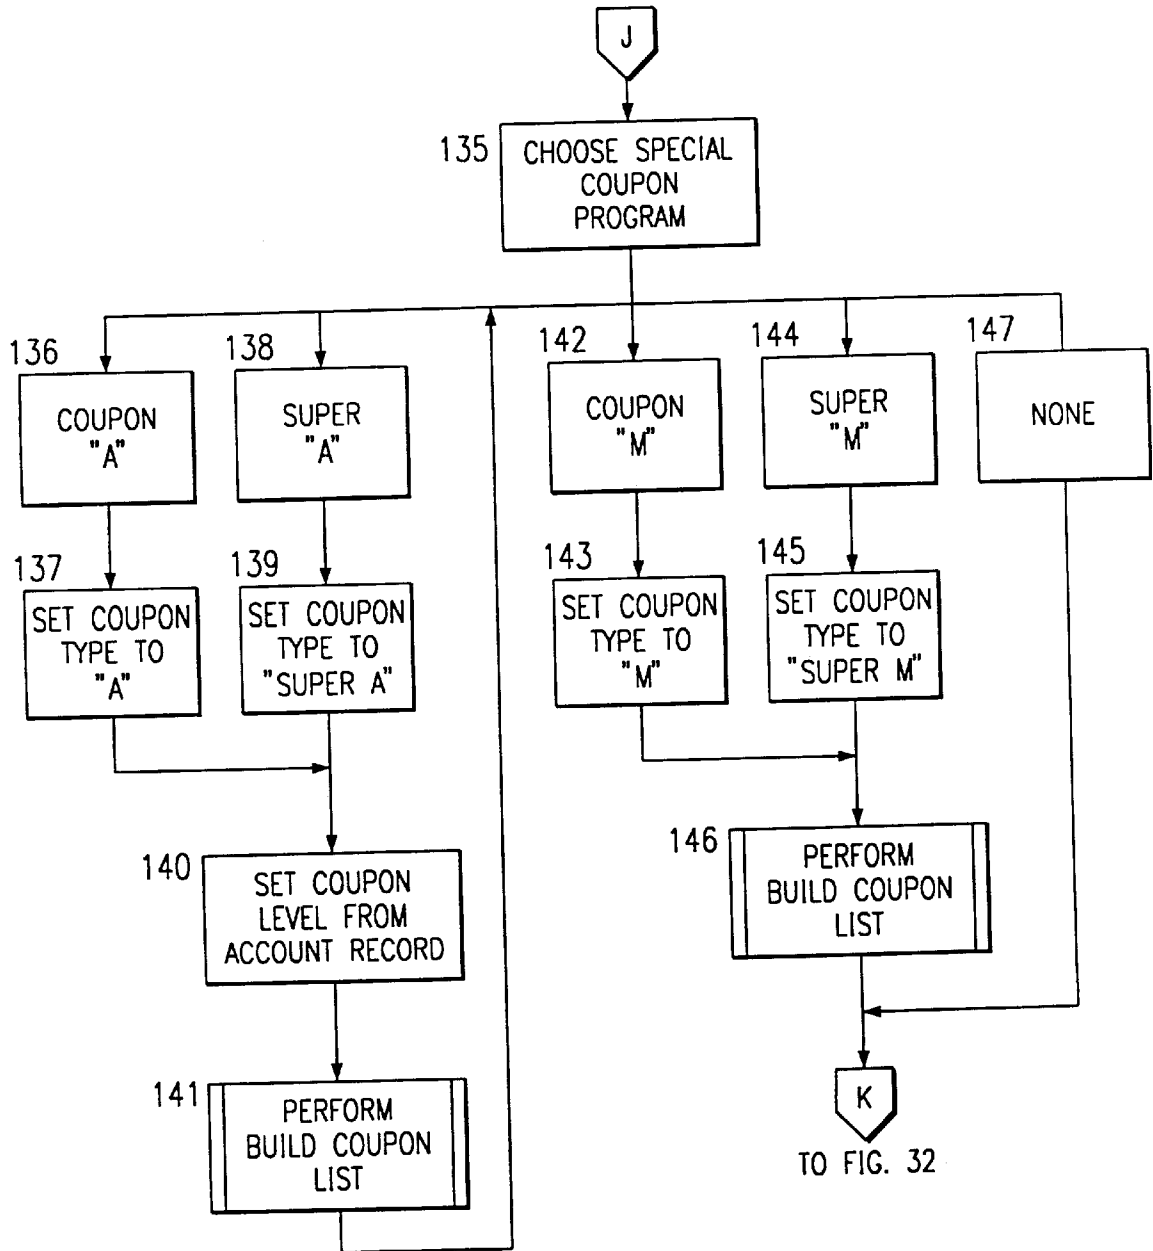 J
135
CHOOSE SPECIAL
COUPON
PROGRAM
136
138
142
144
147
COUPON
"A"
SUPER
"A"
COUPON
"M"
SUPER
"M"
NONE
137
139
143
145
SET COUPON
TYPE TO
"A"
SET COUPON
TYPE TO
"SUPER A"
SET COUPON
TYPE TO
"M"
SET COUPON
TYPE TO
"SUPER M"
140
SET COUPON
LEVEL FROM
ACCOUNT RECORD
146
PERFORM
BUILD COUPON
LIST
141
PERFORM
BUILD COUPON
LIST
K
TO FIG. 32